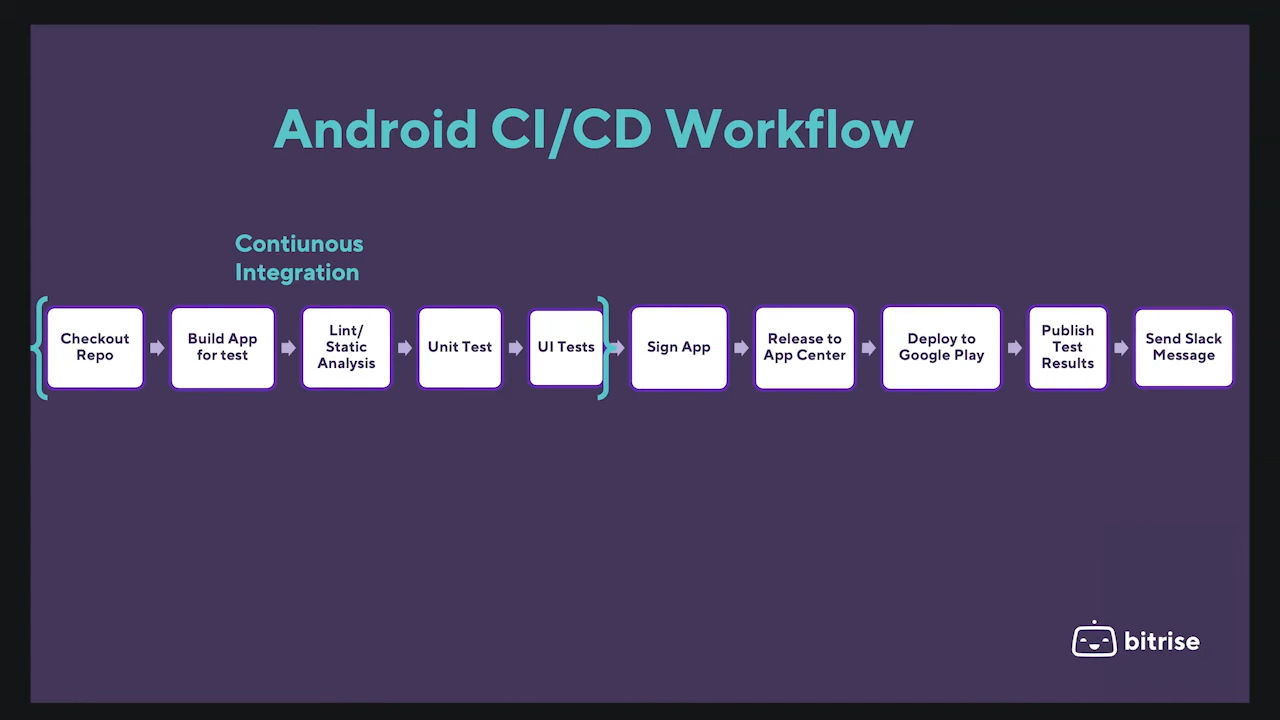 Android CI/CD Workflow
Contiunous
Integration
Checkout
Repo
Build App
for test
Lint/
Static
Analysis
Unit Test
UI Tests
Sign App
Release to
App Center
Deploy to
Google Play
Publish
Test
Results
Send Slack
Message
bitrise